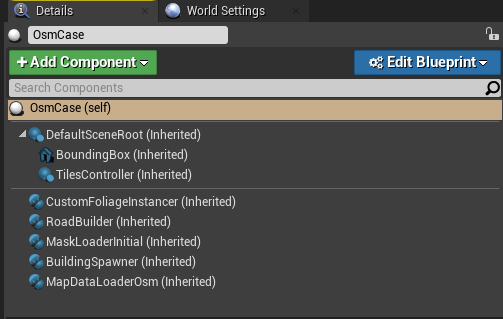 Details
World Settings
OsmCase
Add Component
Edit Blueprint
Search Components
OsmCase (self)
DefaultSceneRoot (Inherited)
BoundingBox (Inherited)
TilesController (Inherited)
CustomFoliageInstancer (Inherited)
RoadBuilder (Inherited)
MaskLoaderInitial (Inherited)
BuildingSpawner (Inherited)
MapDataLoaderOsm (Inherited)